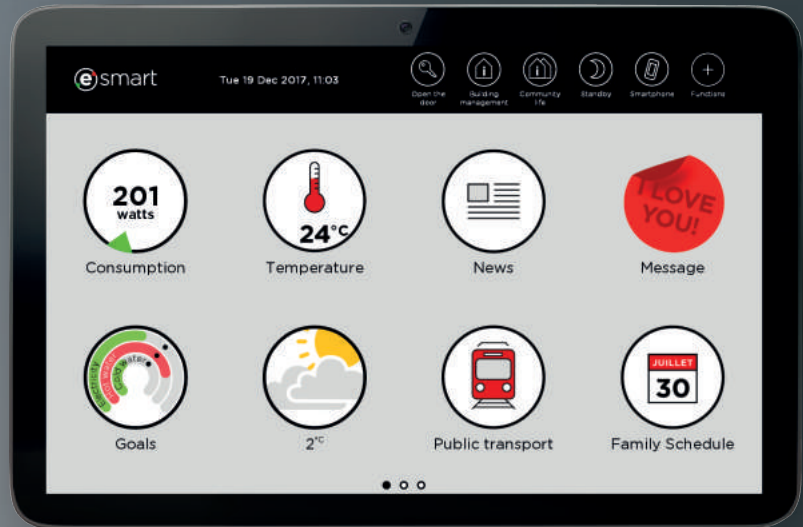 esmart
Tue 19 Dec 2017, 11:03
Open the
door
Building
management
Community
life
Standby
Smartphone
Functions
201
watts
Consumption
24°C
Temperature
News
I LOVE
YOU!
Message
Electricity
Hot water
Cold water
Goals
2°C
Public transport
JUILLET
30
Family Schedule